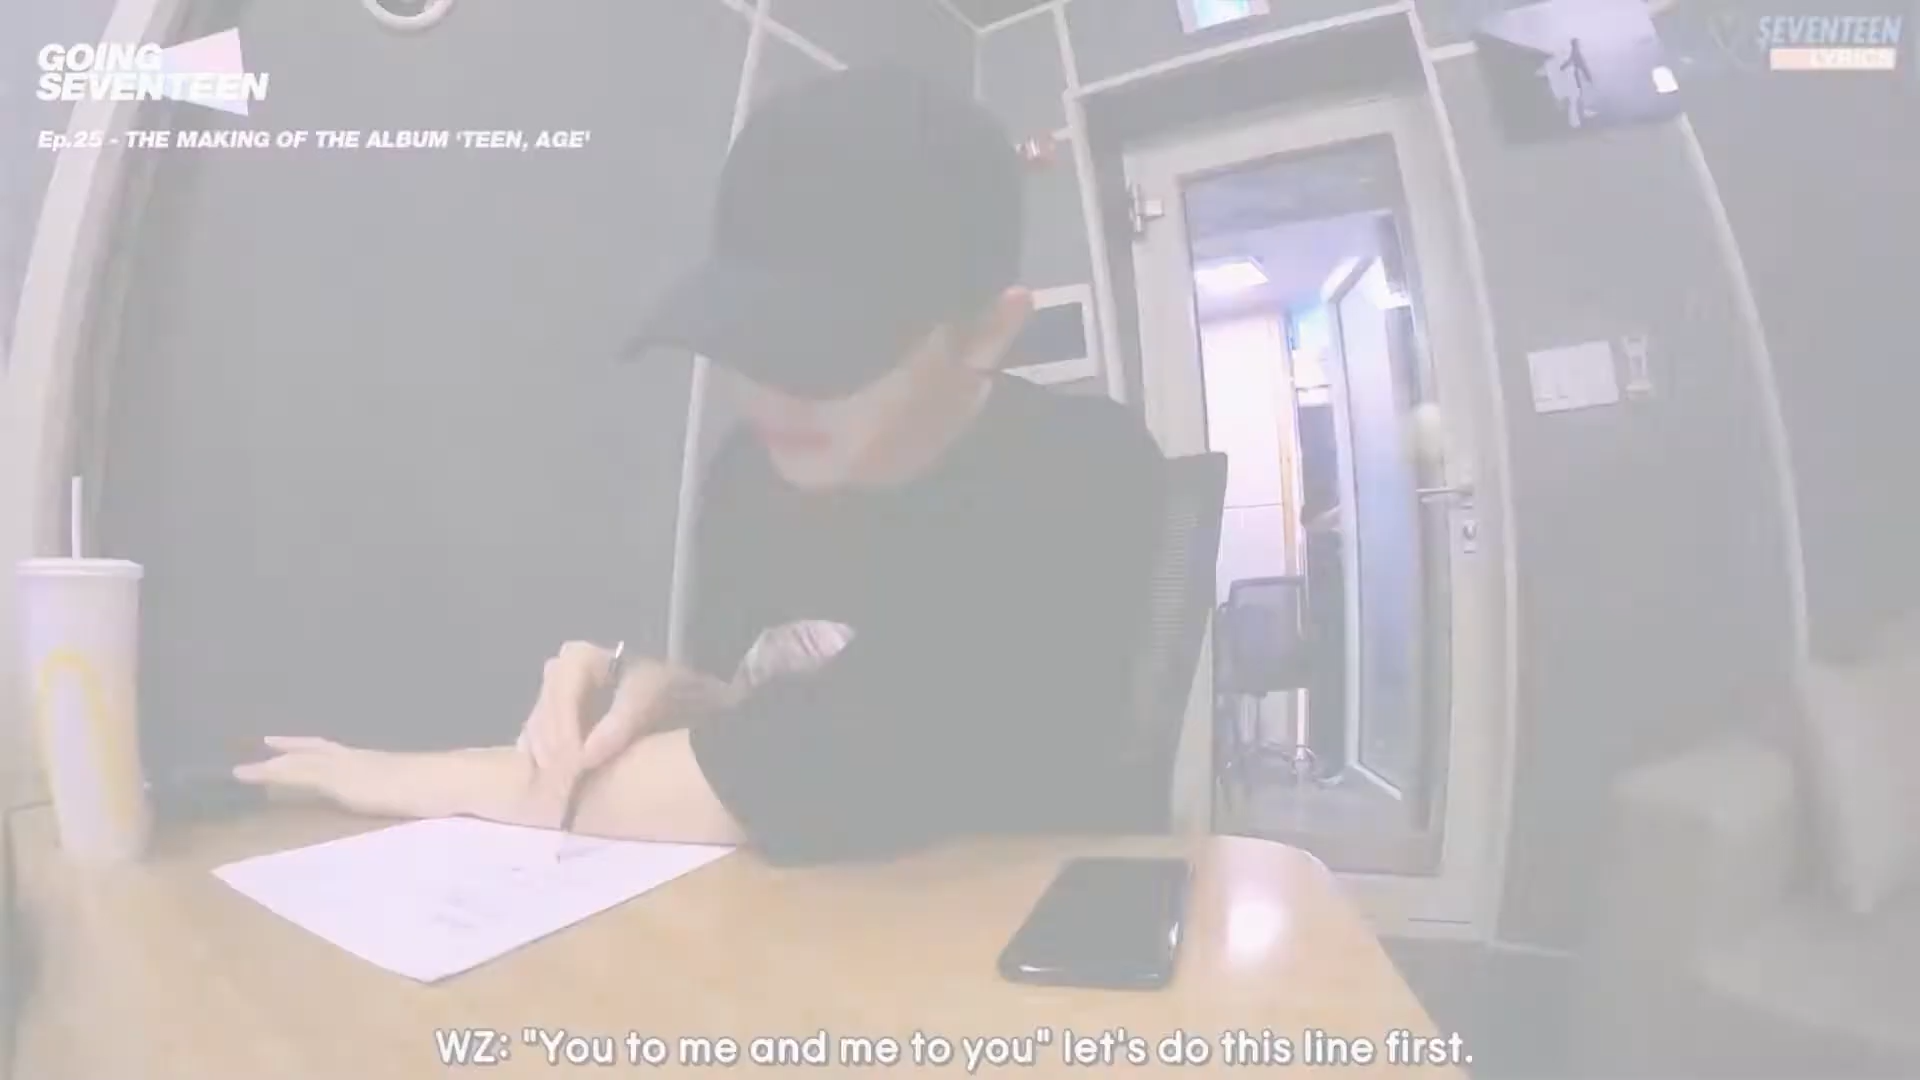 GOING
SEVENTEEN
Ep.25 - THE MAKING OF THE ALBUM 'TEEN, AGE'
SEVENTEEN
LYRICS
WZ: "You to me and me to you" let's do this line first.